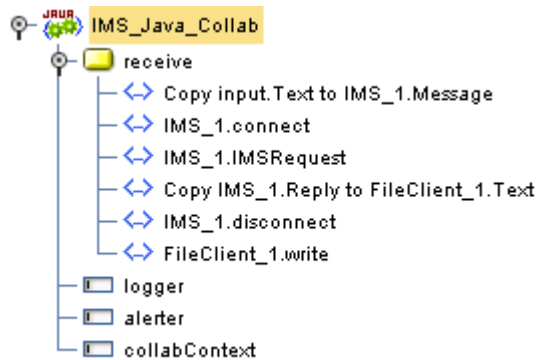 JAVA
IMS_Java_Collab
receive
Copy input.Text to IMS_1.Message
IMS_1.connect
IMS_1.IMSRequest
Copy IMS_1.Reply to FileClient_1.Text
IMS_1.disconnect
FileClient_1.write
logger
alerter
collabContext